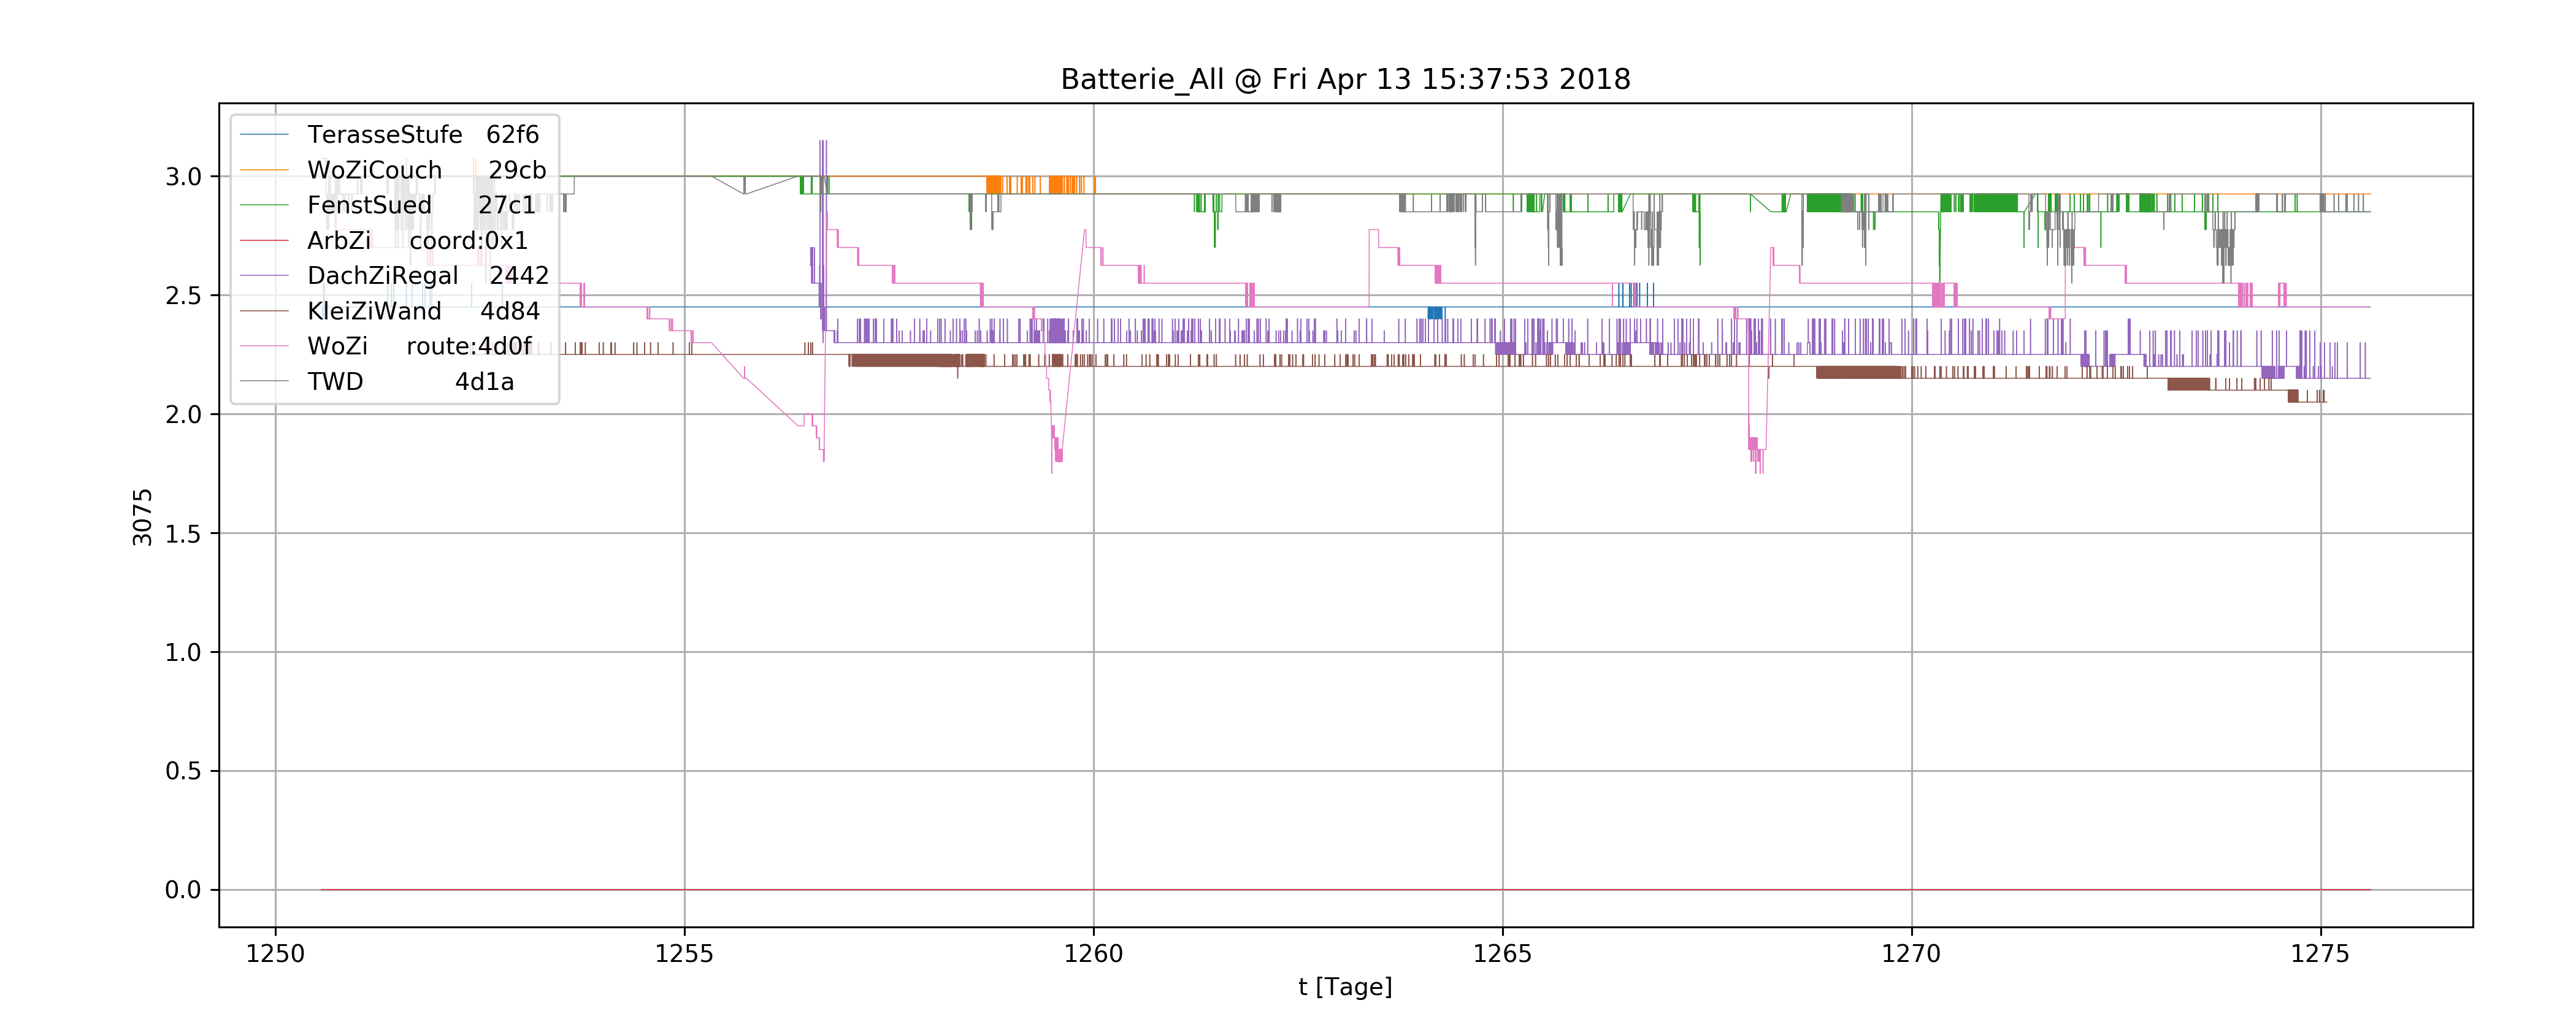 Batterie_All @ Fri Apr 13 15:37:53 2018
TerasseStufe 62f6
WoZiCouch 29cb
FenstSued 27c1
ArbZi coord:0x1
DachZiRegal 2442
KleiZiWand 4d84
WoZi route:4d0f
TWD 4d1a
3.0
2.5
2.0
1.5
1.0
0.5
0.0
3075
1250 1255 1260 1265 1270 1275
t [Tage]